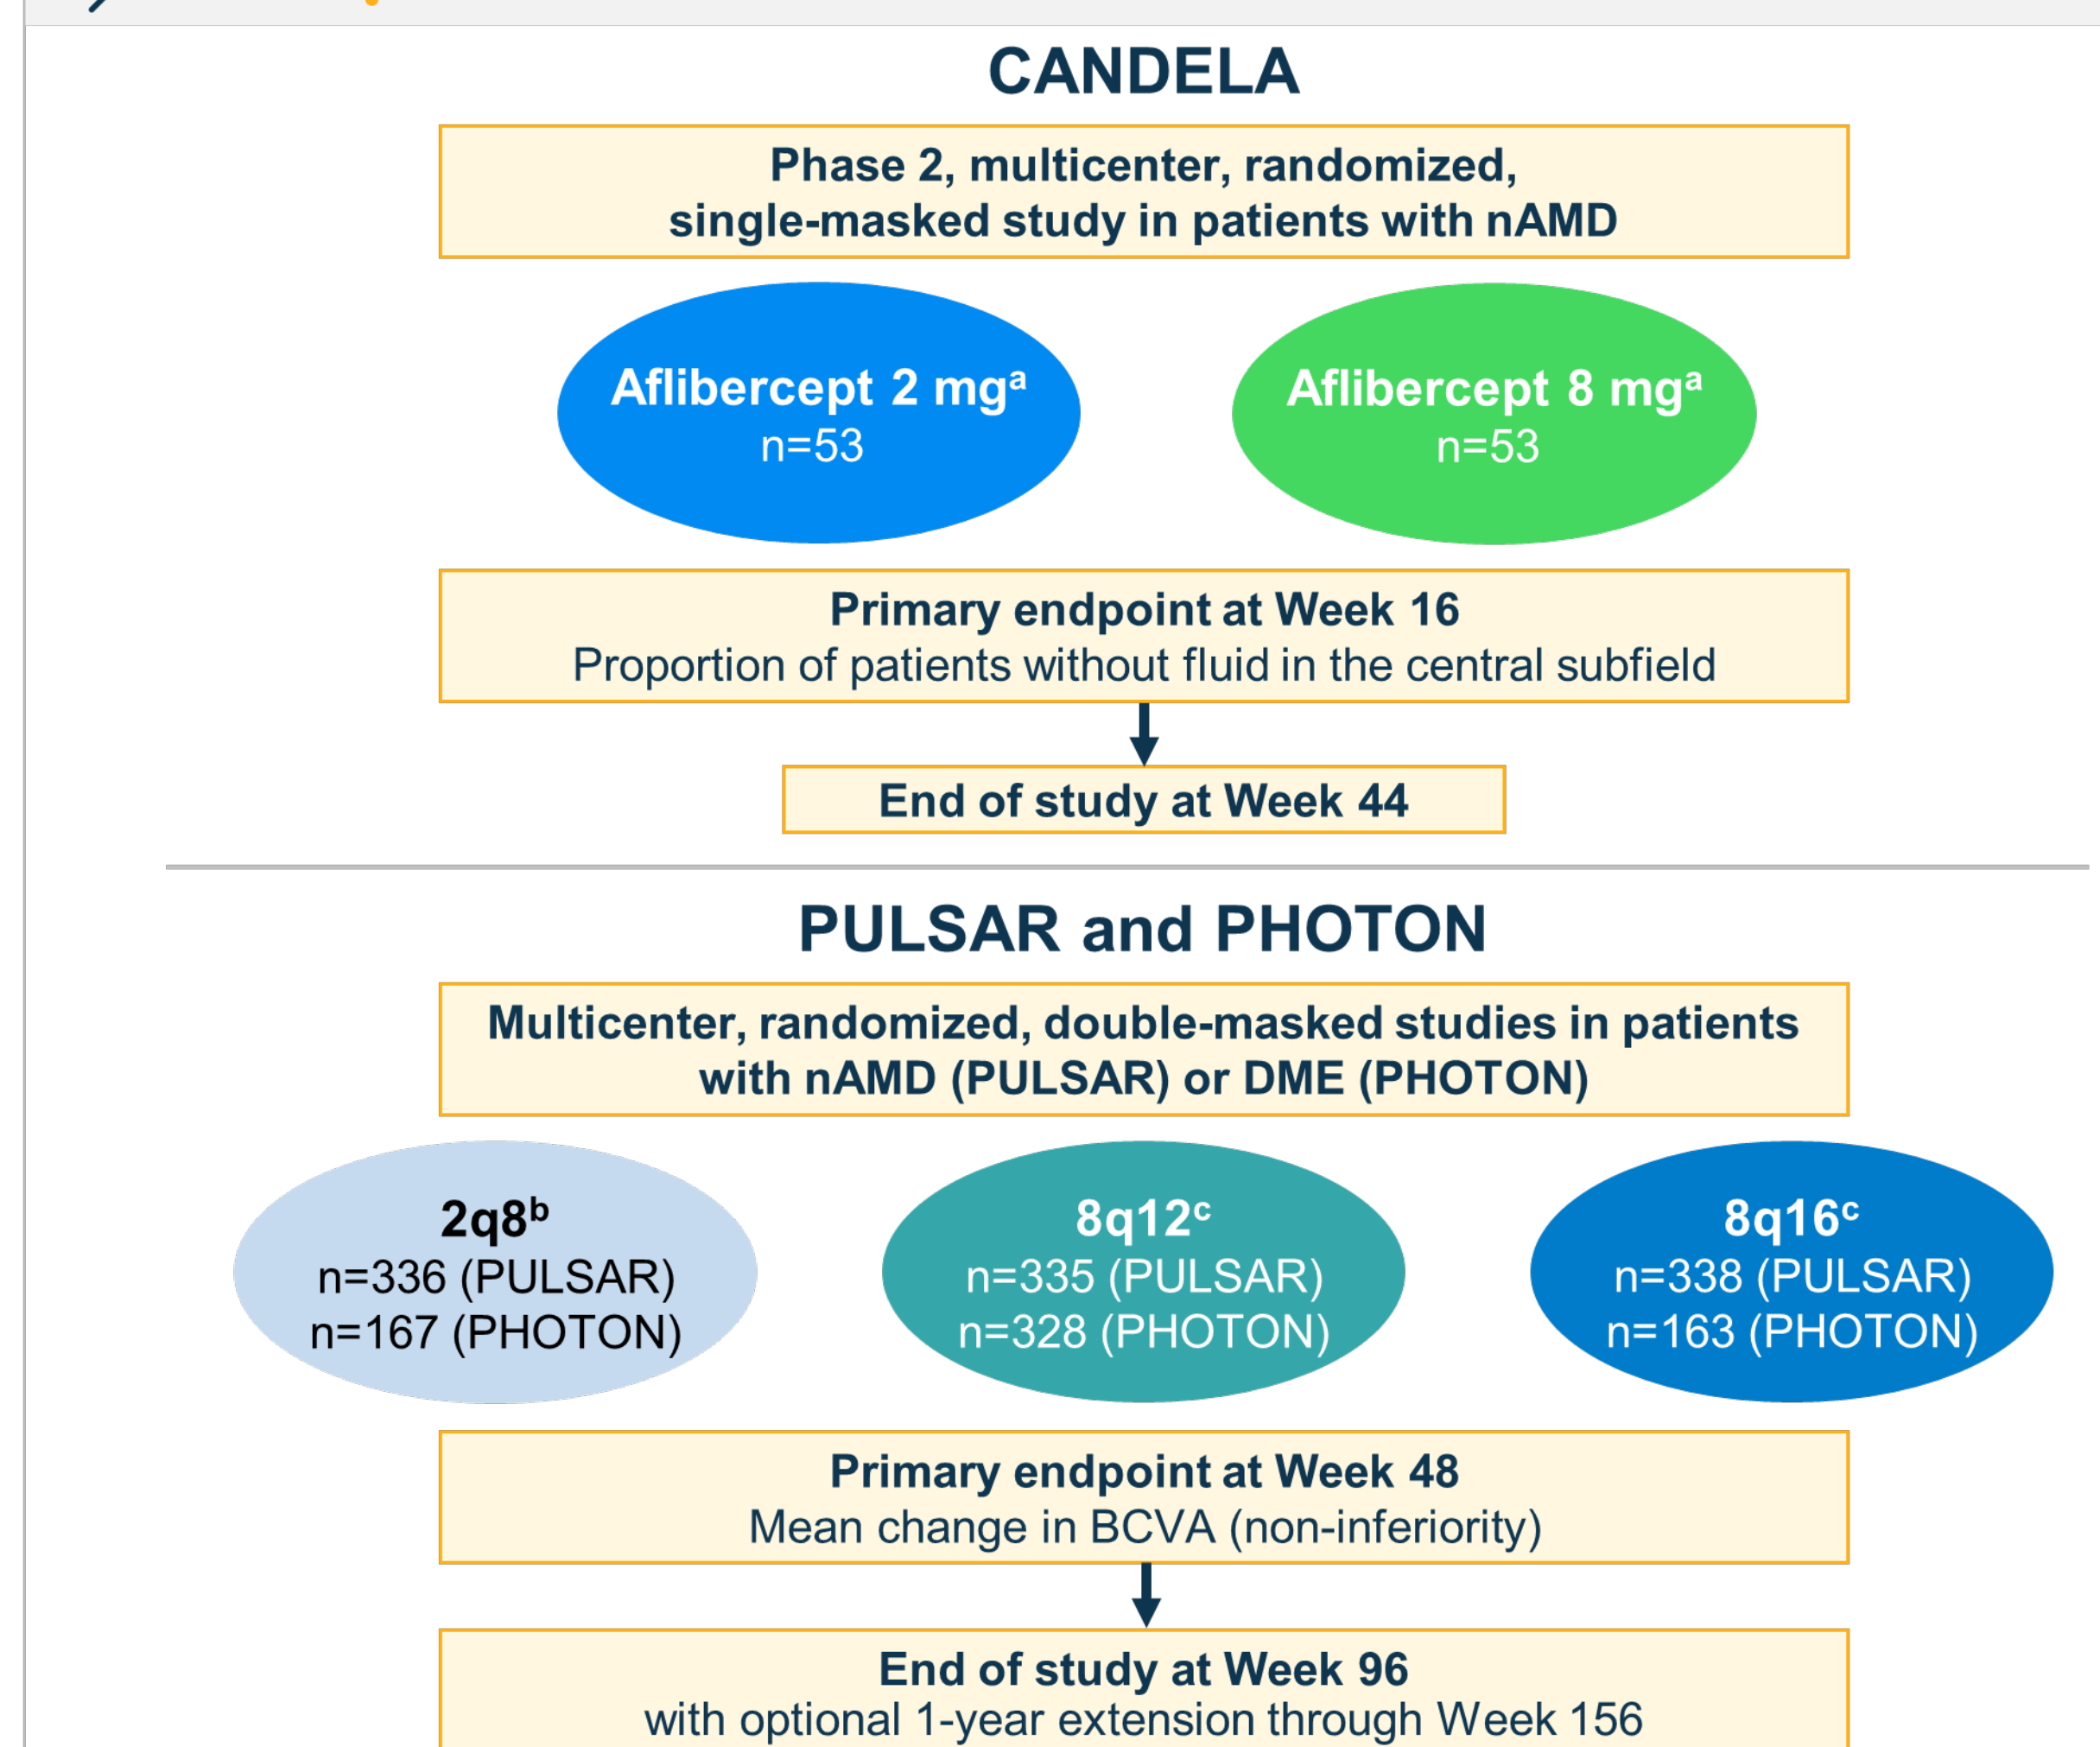 CANDELA
Phase 2, multicenter, randomized,
single-masked study in patients with nAMD
Aflibercept 2 mgᵃ
n=53
Aflibercept 8 mgᵃ
n=53
Primary endpoint at Week 16
Proportion of patients without fluid in the central subfield
End of study at Week 44
PULSAR and PHOTON
Multicenter, randomized, double-masked studies in patients
with nAMD (PULSAR) or DME (PHOTON)
2q8ᵇ
n=336 (PULSAR)
n=167 (PHOTON)
8q12ᶜ
n=335 (PULSAR)
n=328 (PHOTON)
8q16ᶜ
n=338 (PULSAR)
n=163 (PHOTON)
Primary endpoint at Week 48
Mean change in BCVA (non-inferiority)
End of study at Week 96
with optional 1-year extension through Week 156